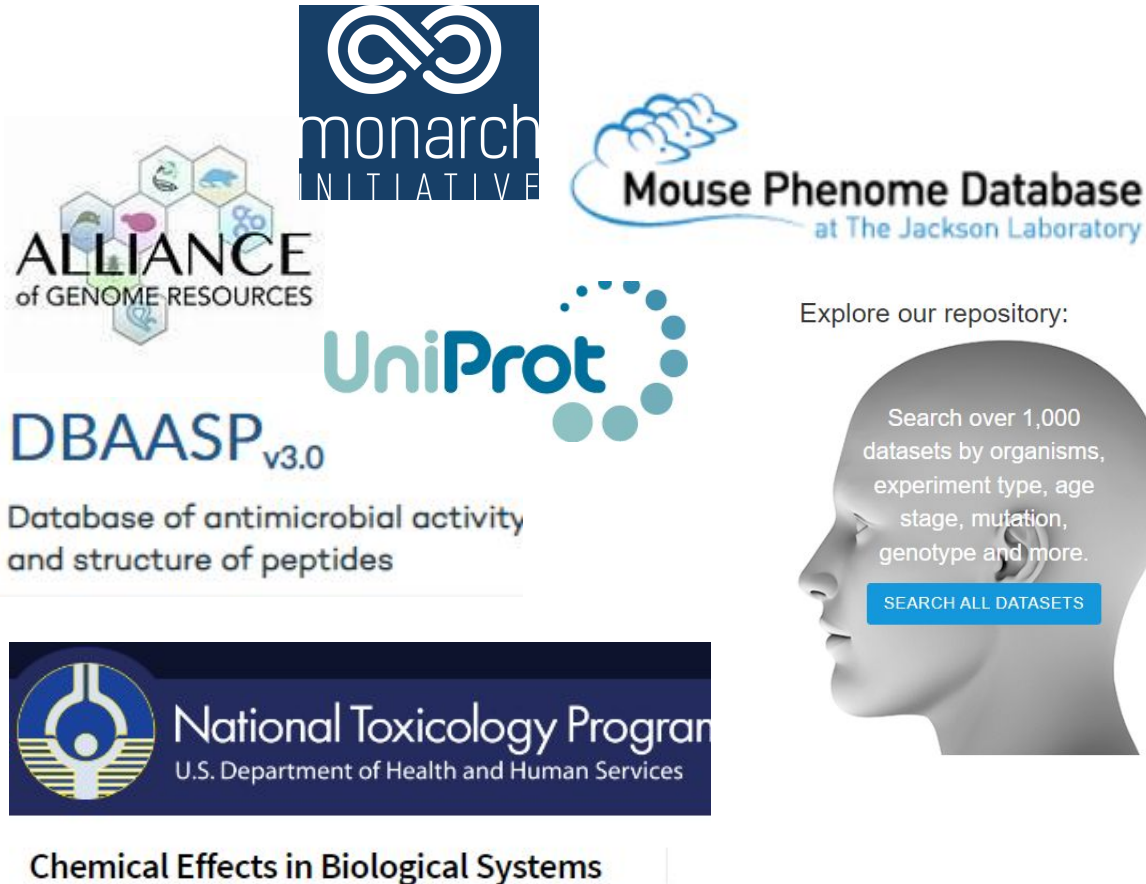 monarch
INITIATIVE
Mouse Phenome Database
at The Jackson Laboratory
ALLIANCE
of GENOME RESOURCES
UniProt
Explore our repository:
Search over 1,000
datasets by organisms,
experiment type, age
stage, mutation,
genotype and more.
SEARCH ALL DATASETS
DBAASP v3.0
Database of antimicrobial activity
and structure of peptides
National Toxicology Progran
U.S. Department of Health and Human Services
Chemical Effects in Biological Systems